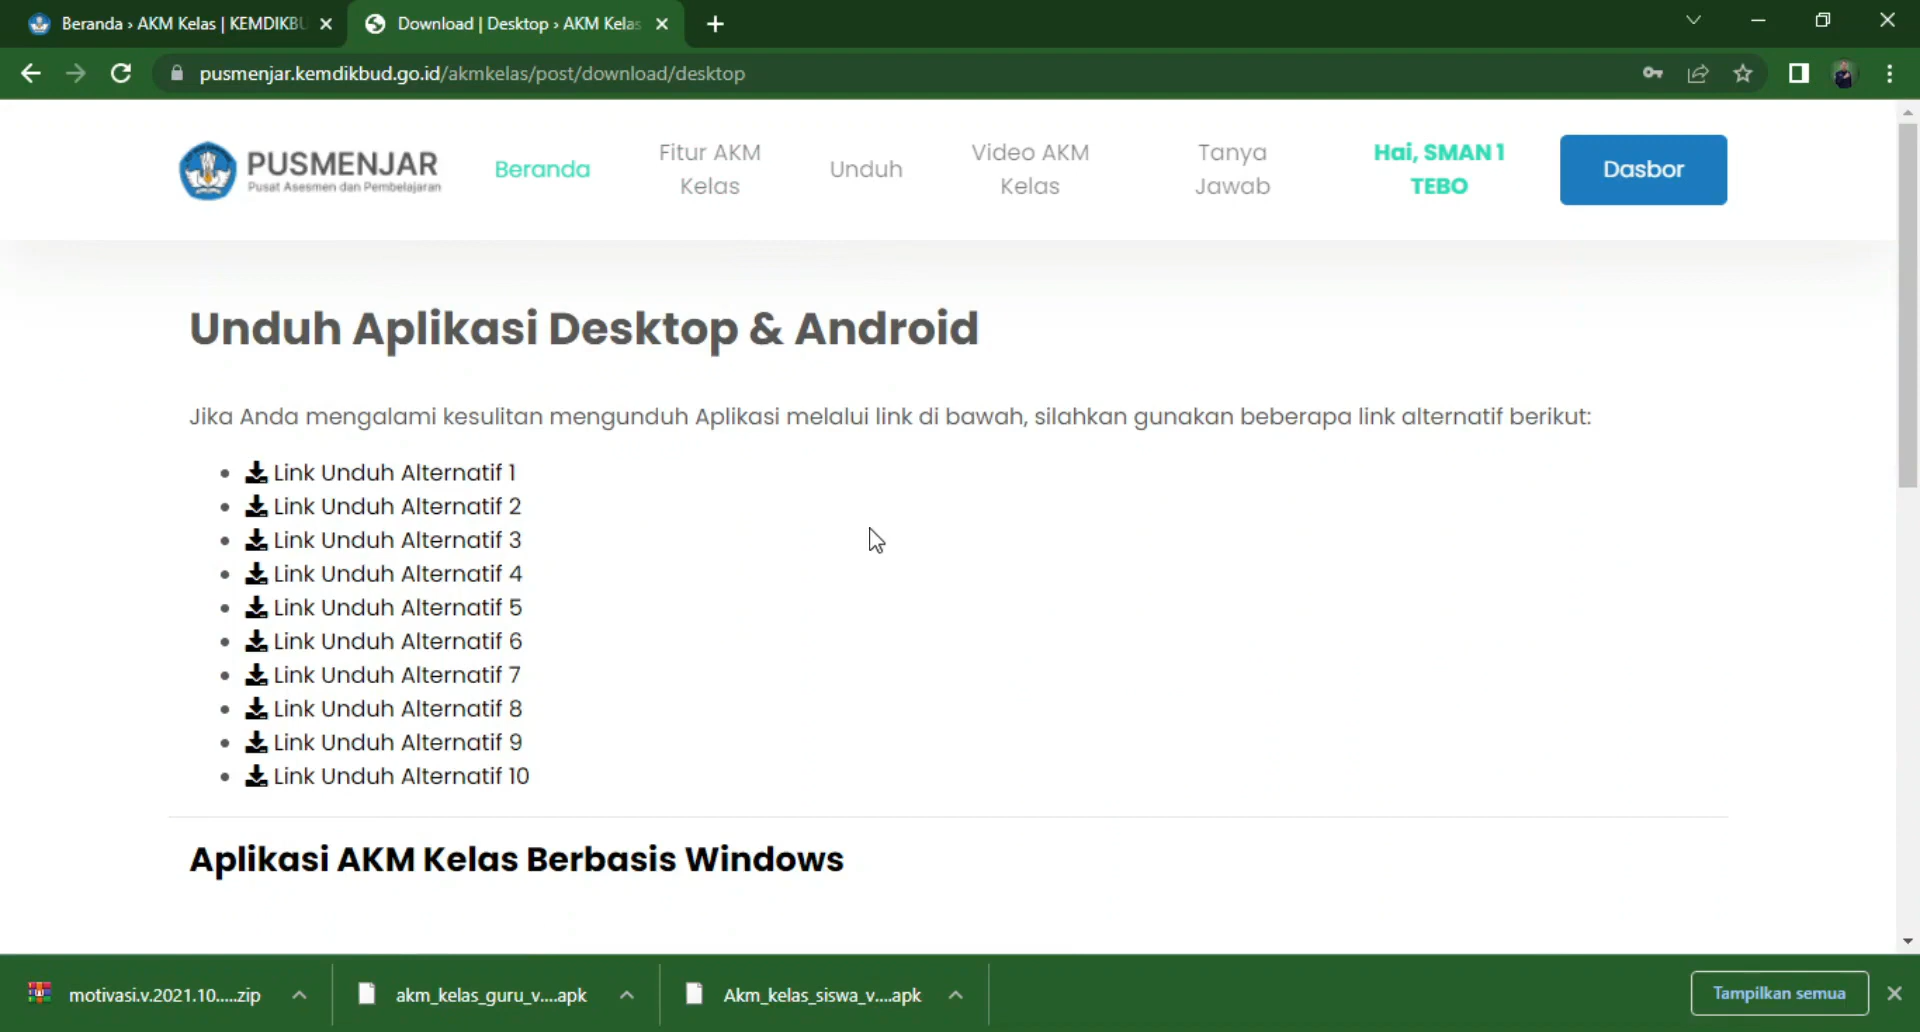 Beranda › AKM Kelas | KEMDIKBU
Download | Desktop › AKM Kelas
pusmenjar.kemdikbud.go.id/akmkelas/post/download/desktop
PUSMENJAR
Pusat Asesmen dan Pembelajaran
Beranda
Fitur AKM
Kelas
Unduh
Video AKM
Kelas
Tanya
Jawab
Hai, SMAN 1
TEBO
Dasbor
Unduh Aplikasi Desktop & Android
Jika Anda mengalami kesulitan mengunduh Aplikasi melalui link di bawah, silahkan gunakan beberapa link alternatif berikut:
Link Unduh Alternatif 1
Link Unduh Alternatif 2
Link Unduh Alternatif 3
Link Unduh Alternatif 4
Link Unduh Alternatif 5
Link Unduh Alternatif 6
Link Unduh Alternatif 7
Link Unduh Alternatif 8
Link Unduh Alternatif 9
Link Unduh Alternatif 10
Aplikasi AKM Kelas Berbasis Windows
motivasi.v.2021.10.....zip
akm_kelas_guru_v....apk
Akm_kelas_siswa_v....apk
Tampilkan semua